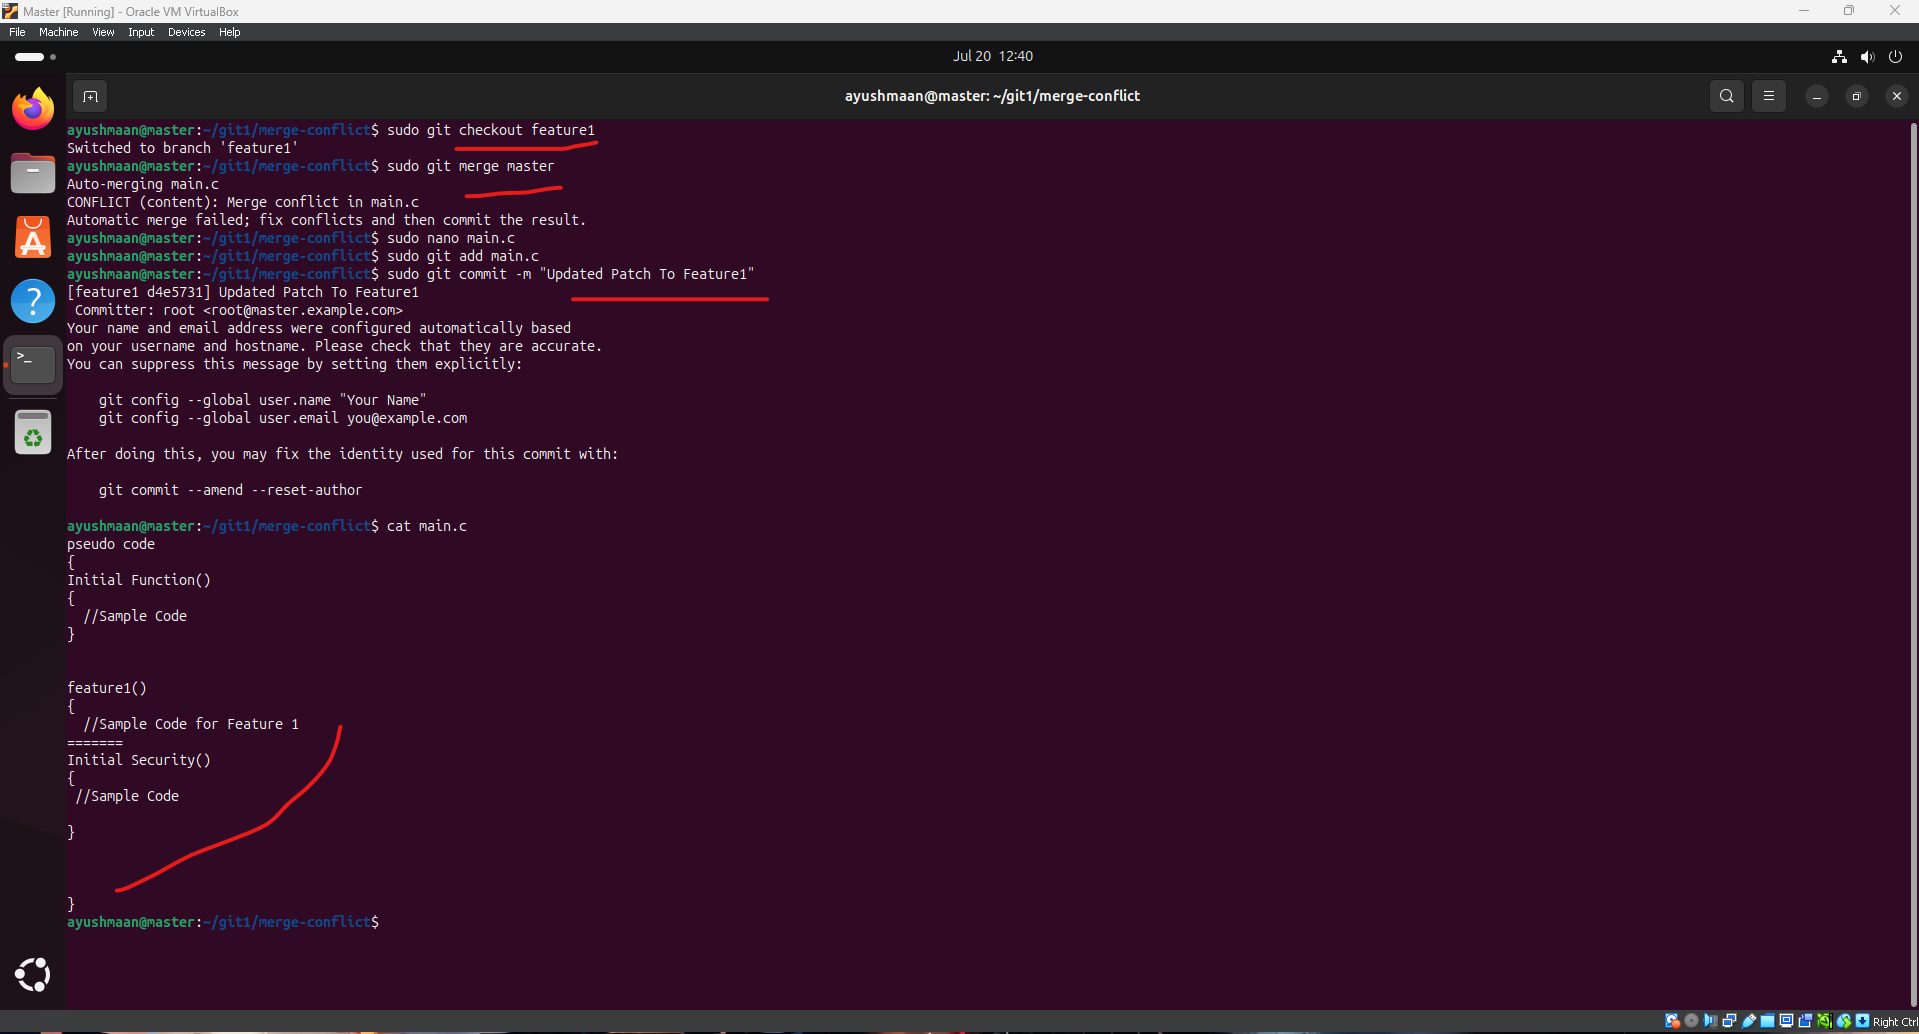 Master [Running] - Oracle VM VirtualBox
File Machine View Input Devices Help
Jul 20 12:40
ayushmaan@master: ~/git1/merge-conflict
ayushmaan@master:~/git1/merge-conflict$ sudo git checkout feature1
Switched to branch 'feature1'
ayushmaan@master:~/git1/merge-conflict$ sudo git merge master
Auto-merging main.c
CONFLICT (content): Merge conflict in main.c
Automatic merge failed; fix conflicts and then commit the result.
ayushmaan@master:~/git1/merge-conflict$ sudo nano main.c
ayushmaan@master:~/git1/merge-conflict$ sudo git add main.c
ayushmaan@master:~/git1/merge-conflict$ sudo git commit -m "Updated Patch To Feature1"
[feature1 d4e5731] Updated Patch To Feature1
 Committer: root <root@master.example.com>
Your name and email address were configured automatically based
on your username and hostname. Please check that they are accurate.
You can suppress this message by setting them explicitly:
    git config --global user.name "Your Name"
    git config --global user.email you@example.com
After doing this, you may fix the identity used for this commit with:
    git commit --amend --reset-author
ayushmaan@master:~/git1/merge-conflict$ cat main.c
pseudo code
{
Initial Function()
{
  //Sample Code
}
feature1()
{
  //Sample Code for Feature 1
=======
Initial Security()
{
 //Sample Code
}
}
ayushmaan@master:~/git1/merge-conflict$
Right Ctrl